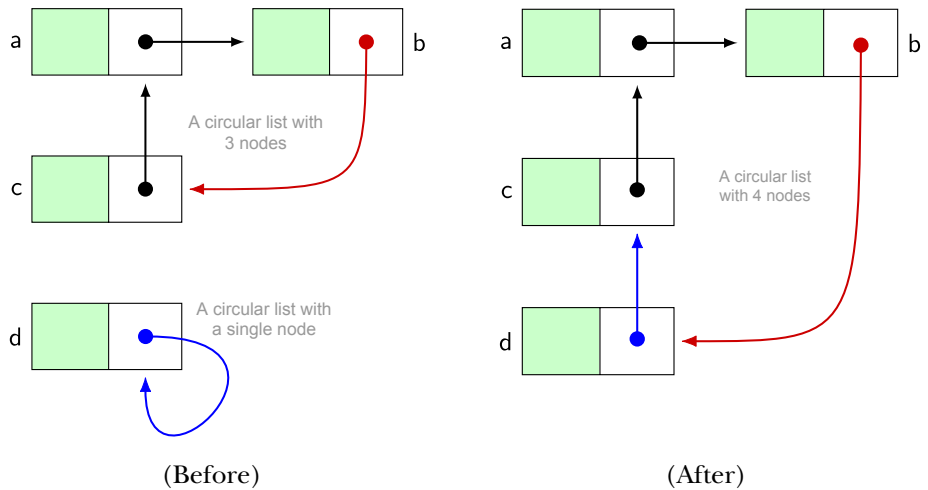 a
b
A circular list with
3 nodes
c
A circular list with
a single node
d
(Before)
a
b
c
A circular list
with 4 nodes
d
(After)